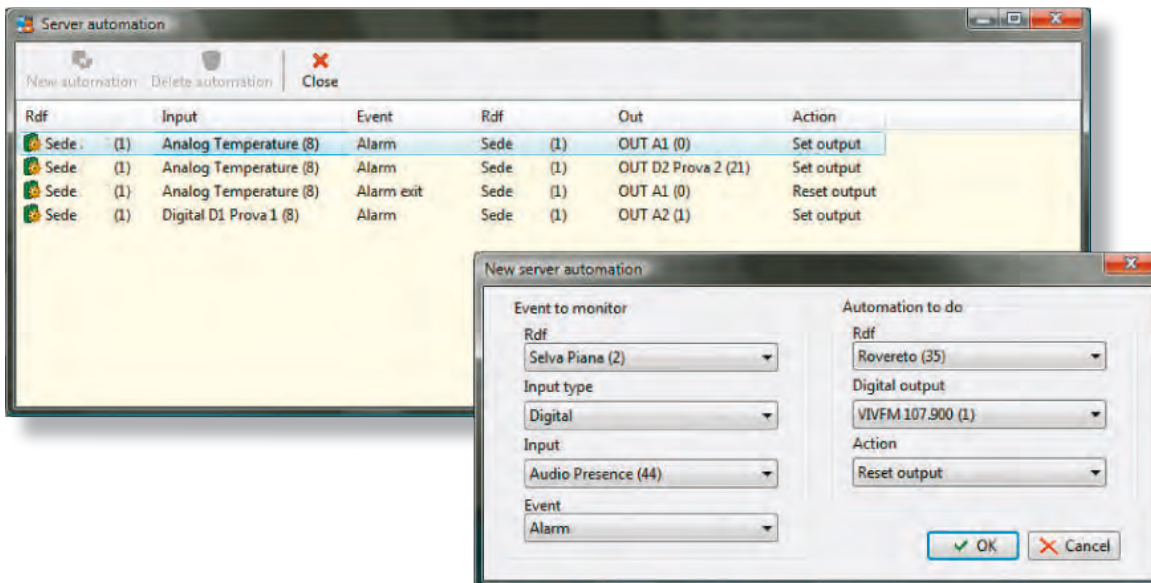 Server automation
New automation Delete automation Close
Rdf Input Event Rdf Out Action
Sede (1) Analog Temperature (8) Alarm Sede (1) OUT A1 (0) Set output
Sede (1) Analog Temperature (8) Alarm Sede (1) OUT D2 Prova 2 (21) Set output
Sede (1) Analog Temperature (8) Alarm exit Sede (1) OUT A1 (0) Reset output
Sede (1) Digital D1 Prova 1 (8) Alarm Sede (1) OUT A2 (1) Set output
New server automation
Event to monitor
Rdf
Selva Piana (2)
Input type
Digital
Input
Audio Presence (44)
Event
Alarm
Automation to do
Rdf
Rovereto (35)
Digital output
VIVFM 107.900 (1)
Action
Reset output
OK Cancel